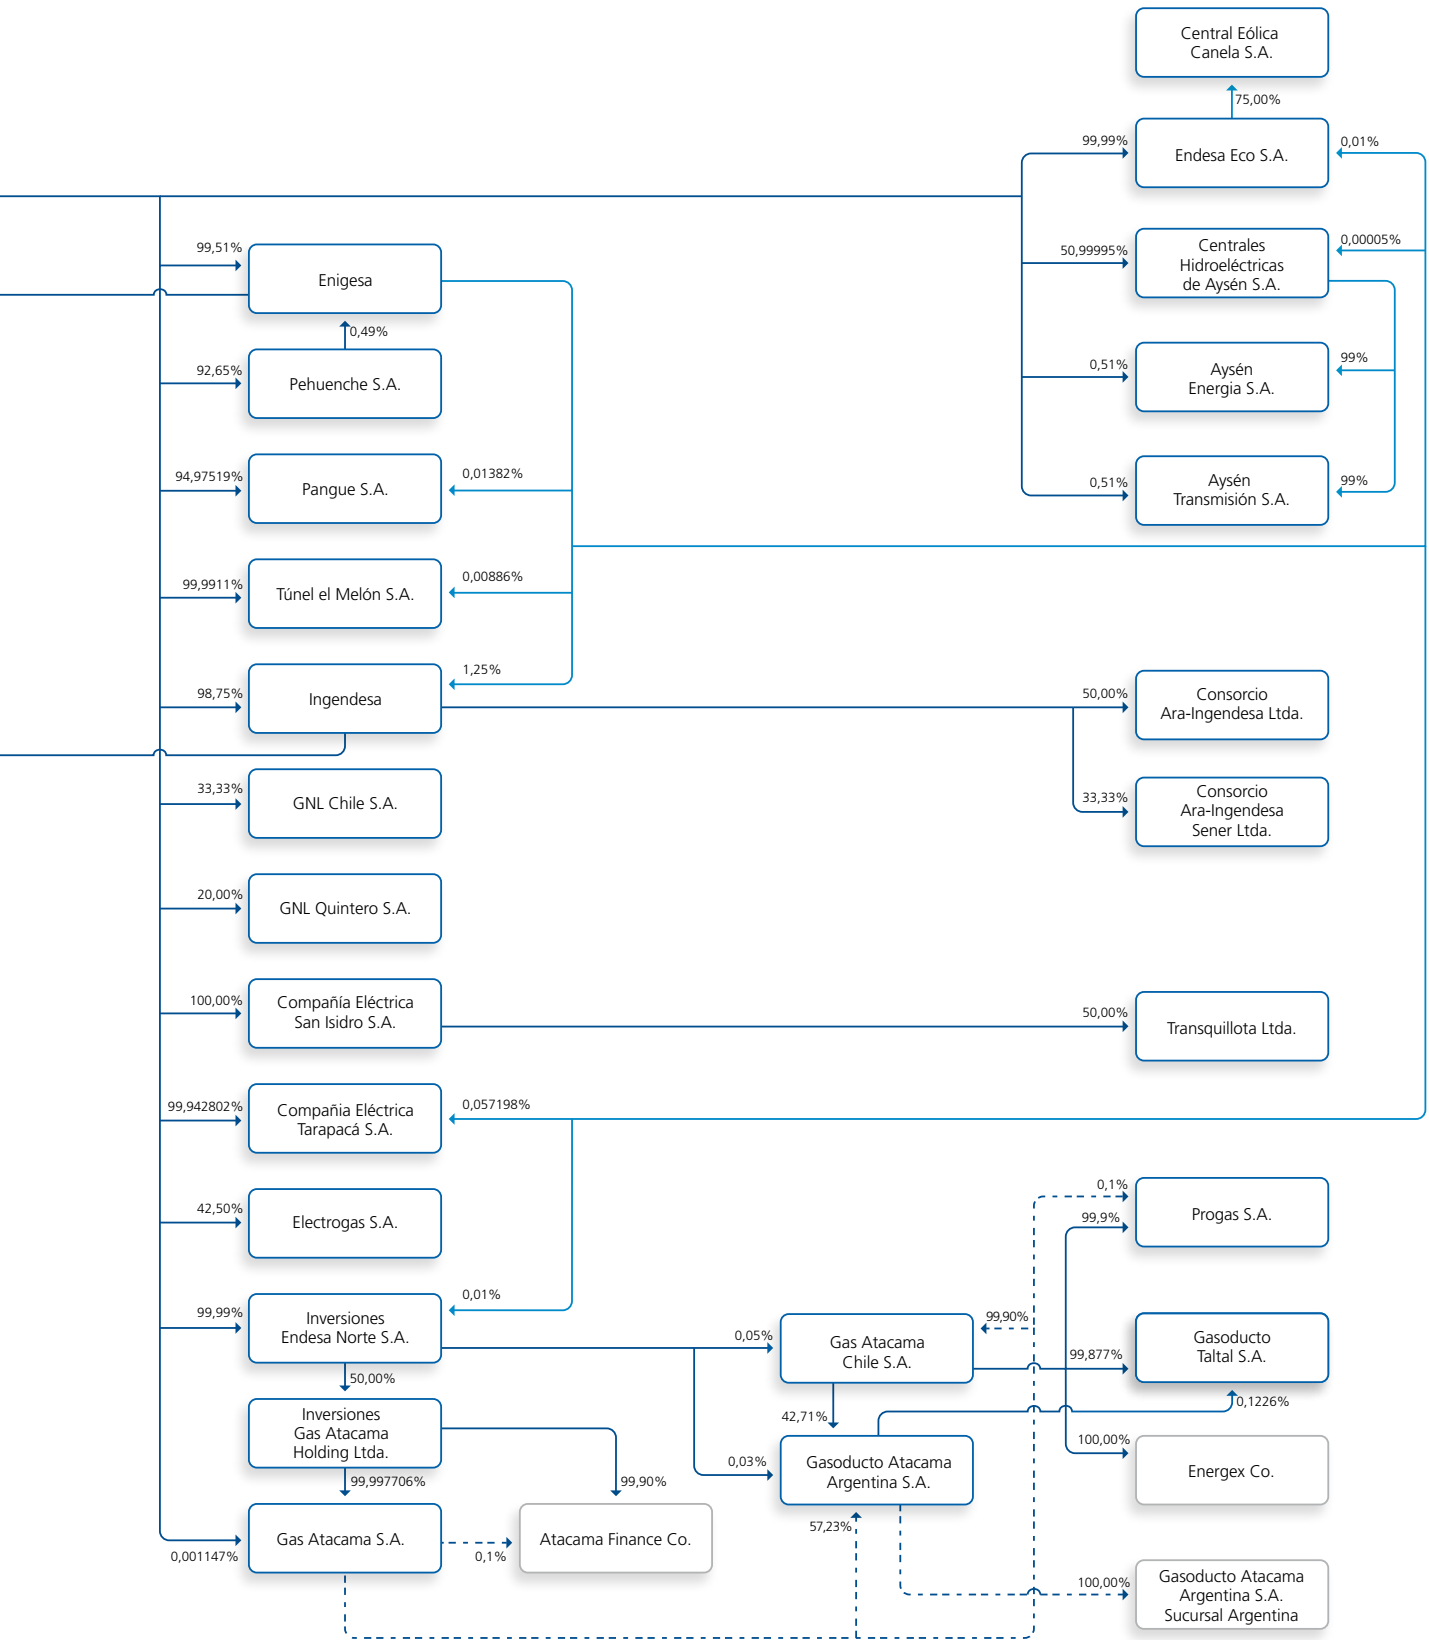 Central Eólica
Canela S.A.
75,00%
99,99%
Endesa Eco S.A.
0,01%
99,51%
Enigesa
50,99995%
Centrales
Hidroeléctricas
de Aysén S.A.
0,00005%
0,49%
92,65%
Pehuenche S.A.
0,51%
Aysén
Energia S.A.
99%
94,97519%
Pangue S.A.
0,01382%
0,51%
Aysén
Transmisión S.A.
99%
99,9911%
Túnel el Melón S.A.
0,00886%
98,75%
Ingendesa
1,25%
50,00%
Consorcio
Ara-Ingendesa Ltda.
33,33%
GNL Chile S.A.
33,33%
Consorcio
Ara-Ingendesa
Sener Ltda.
20,00%
GNL Quintero S.A.
100,00%
Compañía Eléctrica
San Isidro S.A.
50,00%
Transquillota Ltda.
99,942802%
Compañia Eléctrica
Tarapacá S.A.
0,057198%
42,50%
Electrogas S.A.
0,1%
99,9%
Progas S.A.
99,99%
Inversiones
Endesa Norte S.A.
0,01%
0,05%
Gas Atacama
Chile S.A.
99,90%
99,877%
Gasoducto
Taltal S.A.
50,00%
42,71%
0,1226%
Inversiones
Gas Atacama
Holding Ltda.
0,03%
Gasoducto Atacama
Argentina S.A.
100,00%
Energex Co.
99,997706%
99,90%
57,23%
Gas Atacama S.A.
0,001147%
0,1%
Atacama Finance Co.
100,00%
Gasoducto Atacama
Argentina S.A.
Sucursal Argentina